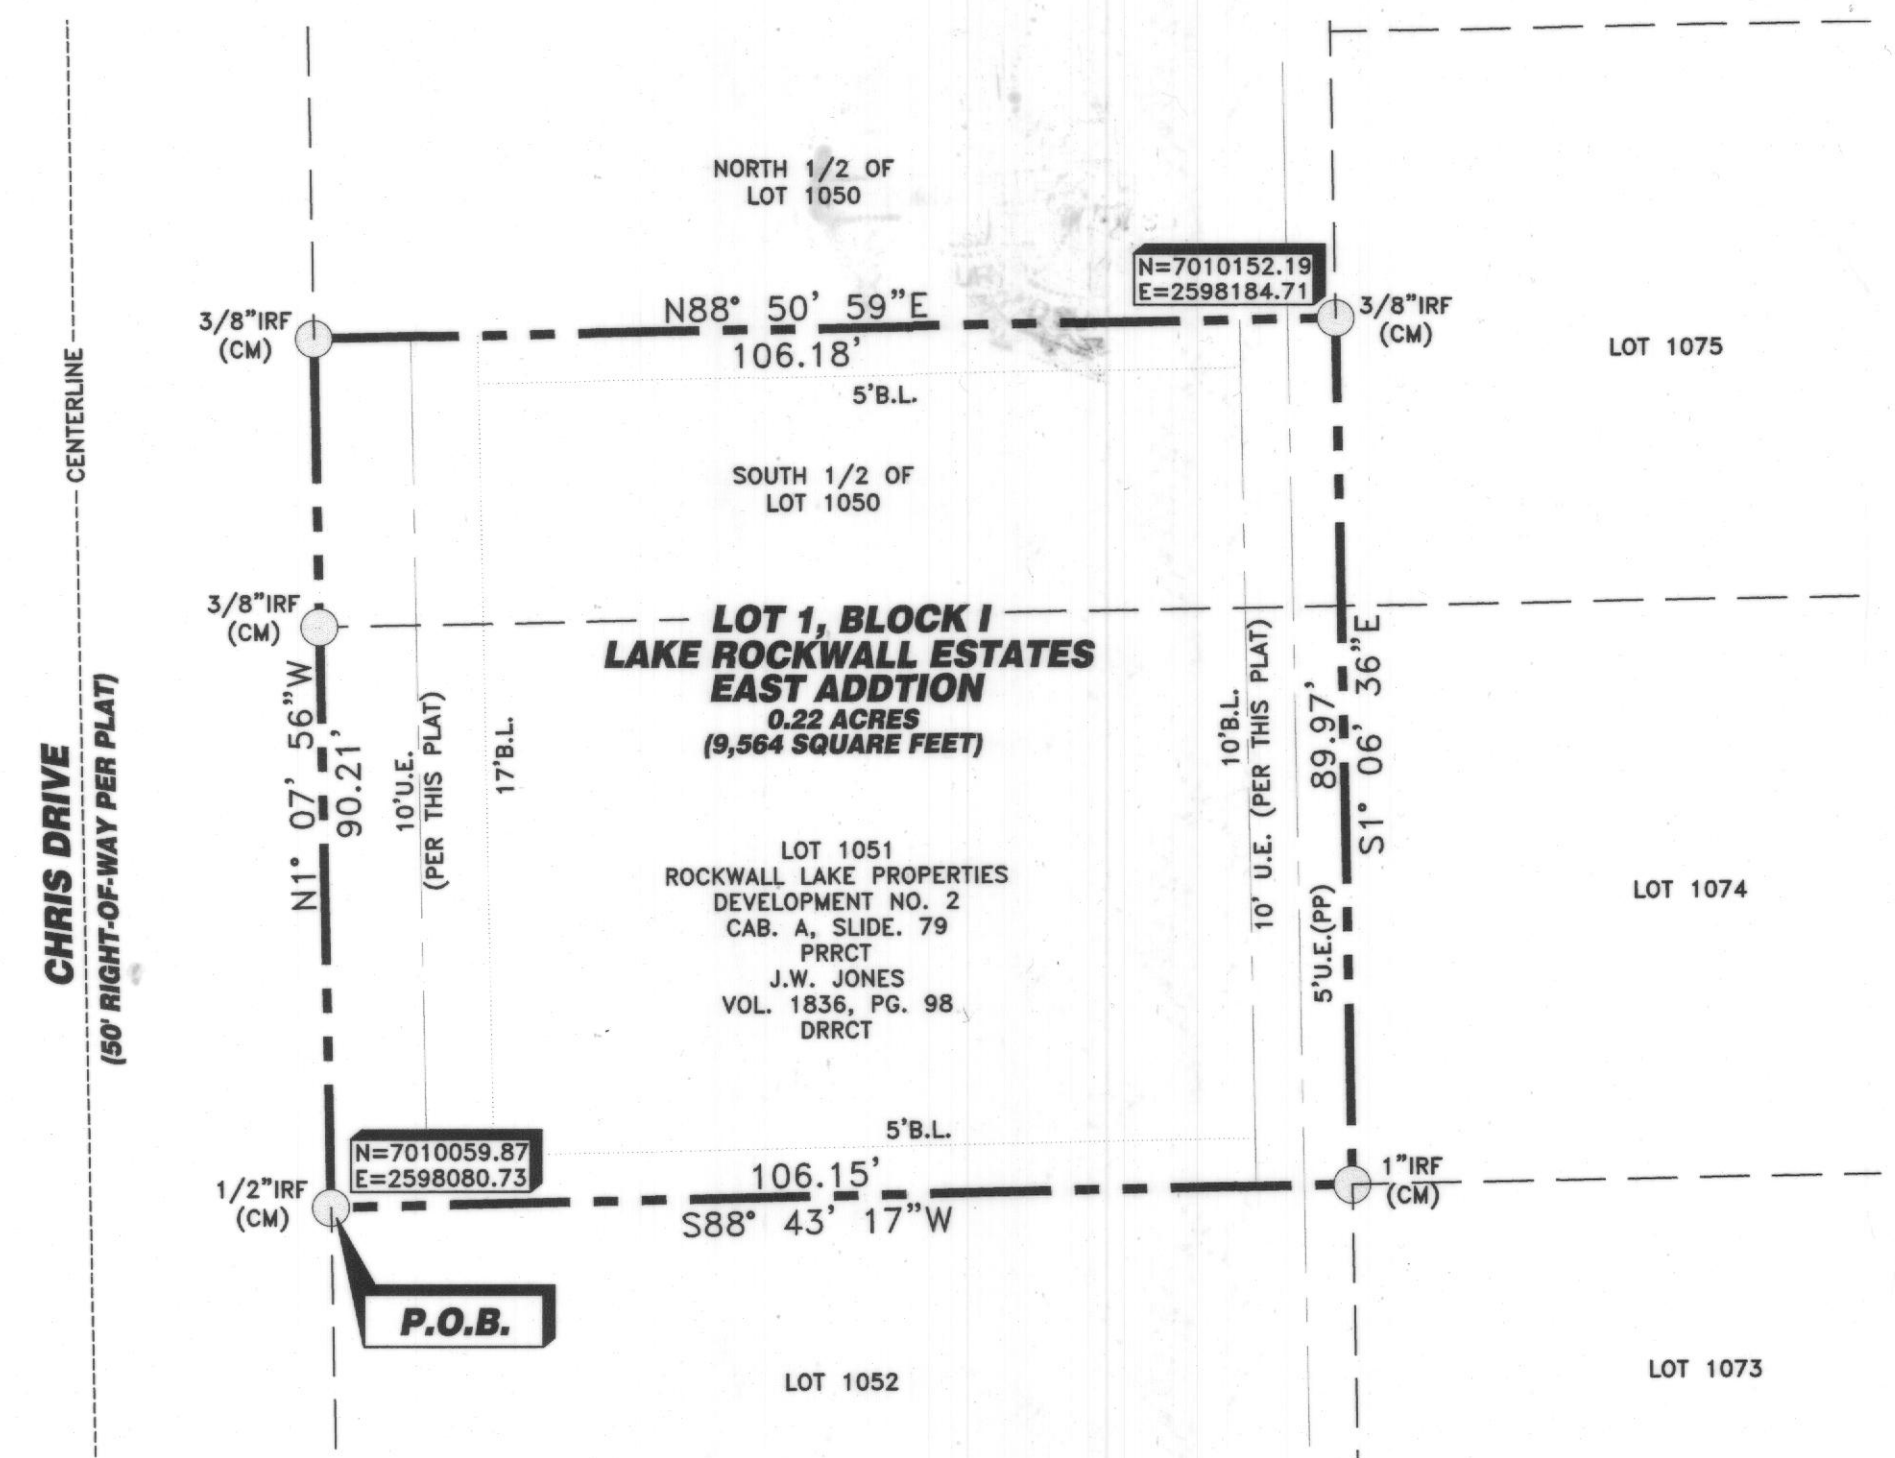 NORTH 1/2 OF
LOT 1050
N=7010152.19
E=2598184.71
N88° 50' 59"E
106.18'
3/8"IRF
(CM)
3/8"IRF
(CM)
LOT 1075
5'B.L.
CENTERLINE
SOUTH 1/2 OF
LOT 1050
3/8"IRF
(CM)
LOT 1, BLOCK I
LAKE ROCKWALL ESTATES
EAST ADDTION
0.22 ACRES
(9,564 SQUARE FEET)
CHRIS DRIVE
(50' RIGHT-OF-WAY PER PLAT)
N1° 07' 56"W
90.21'
10'U.E.
(PER THIS PLAT)
17'B.L.
10'B.L.
10' U.E. (PER THIS PLAT)
5'U.E.(PP)
89.97'
S1° 06' 36"E
LOT 1051
ROCKWALL LAKE PROPERTIES
DEVELOPMENT NO. 2
CAB. A, SLIDE. 79
PRRCT
J.W. JONES
VOL. 1836, PG. 98
DRRCT
LOT 1074
5'B.L.
N=7010059.87
E=2598080.73
106.15'
S88° 43' 17"W
1/2"IRF
(CM)
1"IRF
(CM)
P.O.B.
LOT 1052
LOT 1073